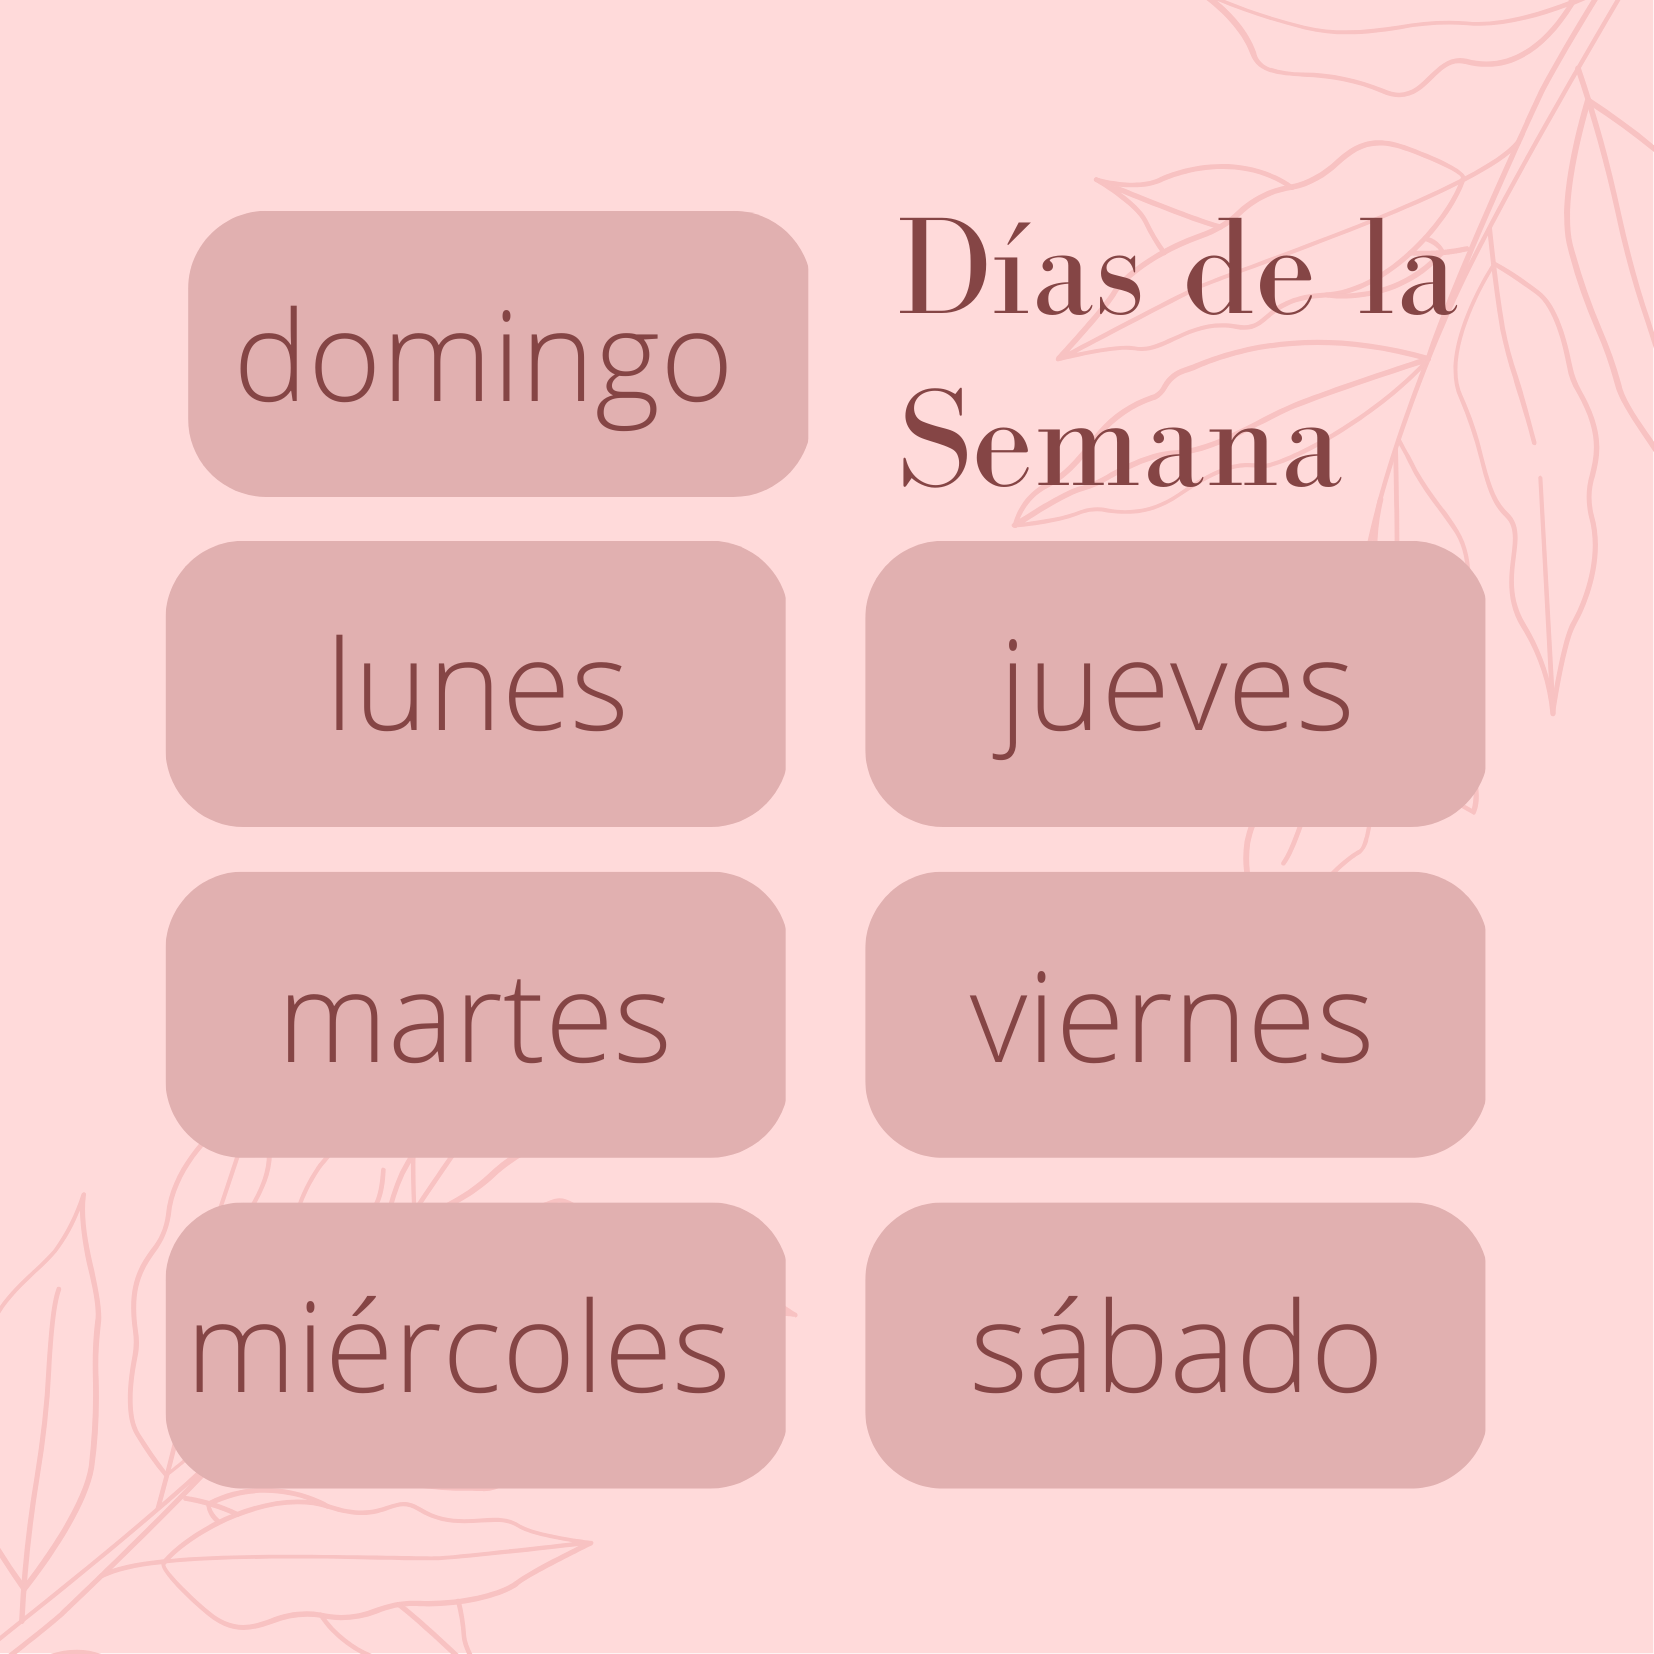 Días de la
Semana
domingo
lunes
martes
miércoles
jueves
viernes
sábado